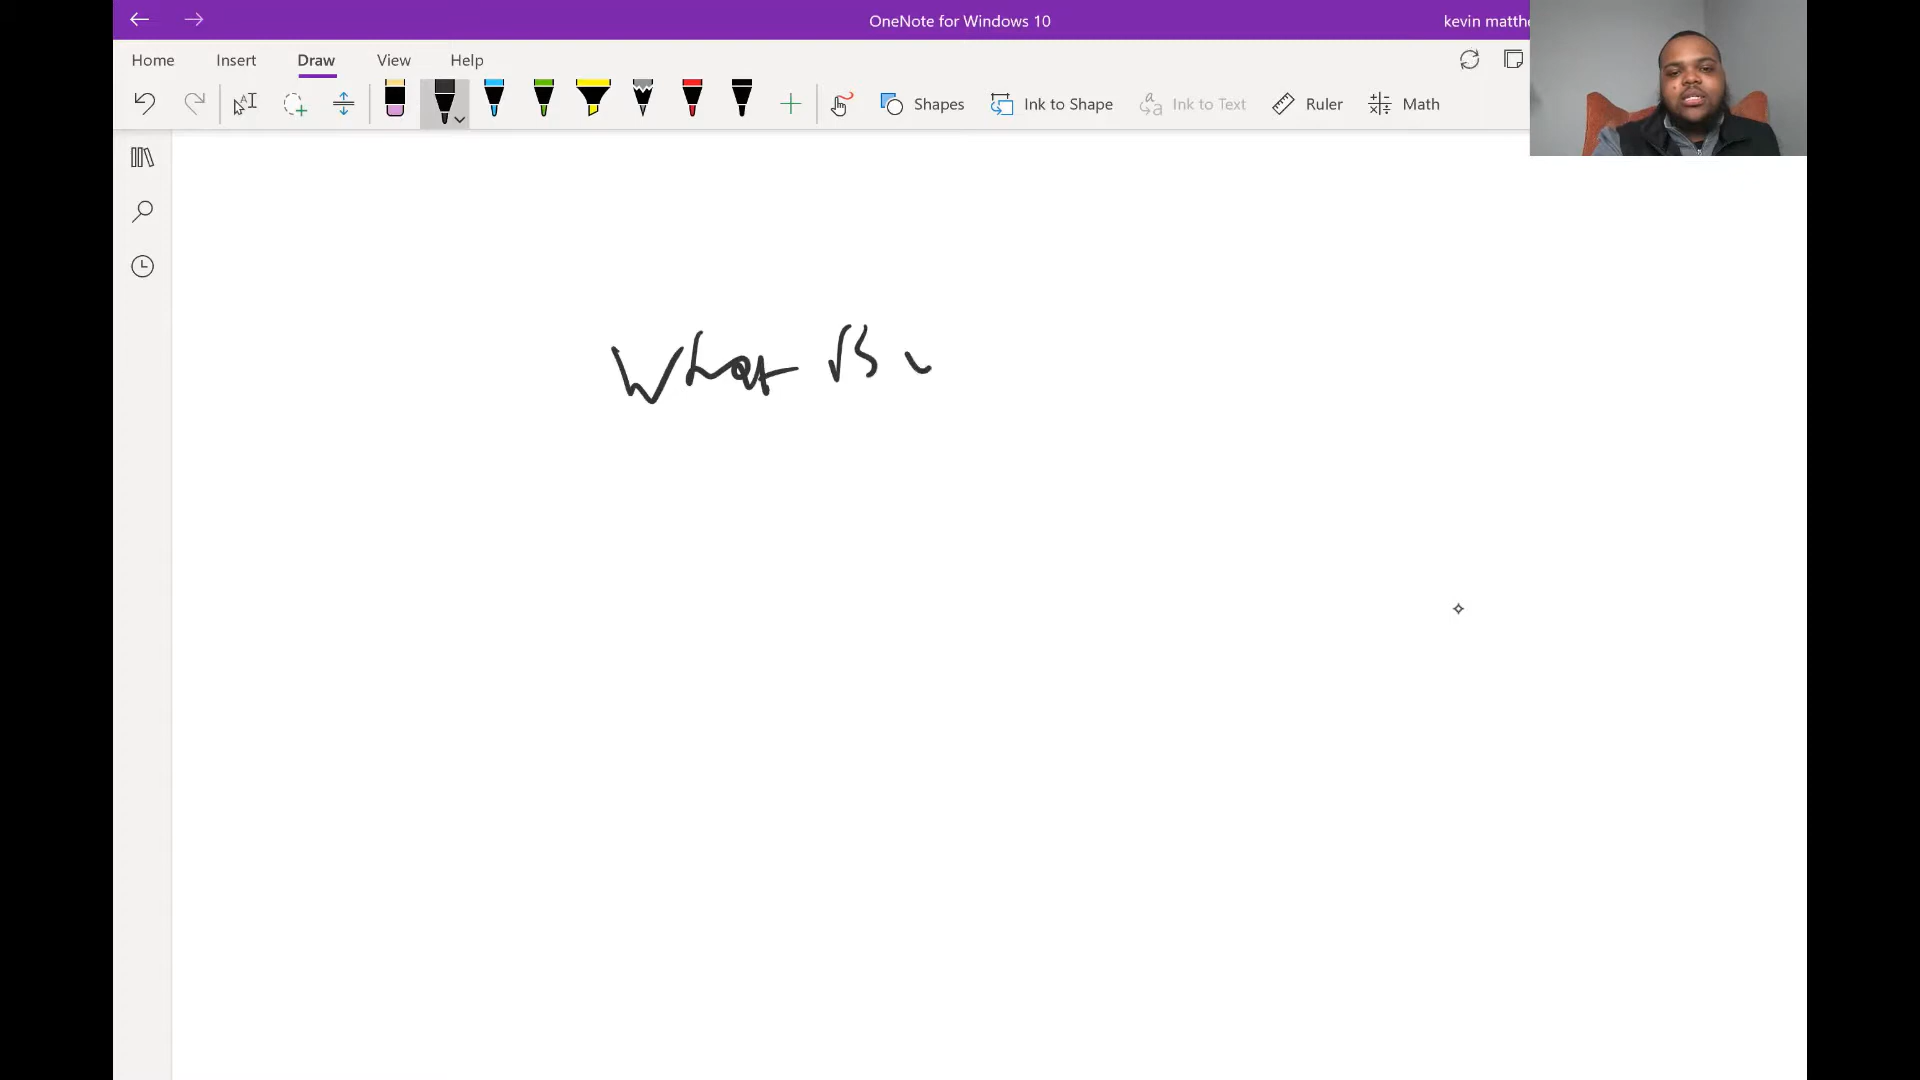 OneNote for Windows 10
kevin matthe
Home Insert Draw View Help
Shapes Ink to Shape Ink to Text Ruler Math
What is